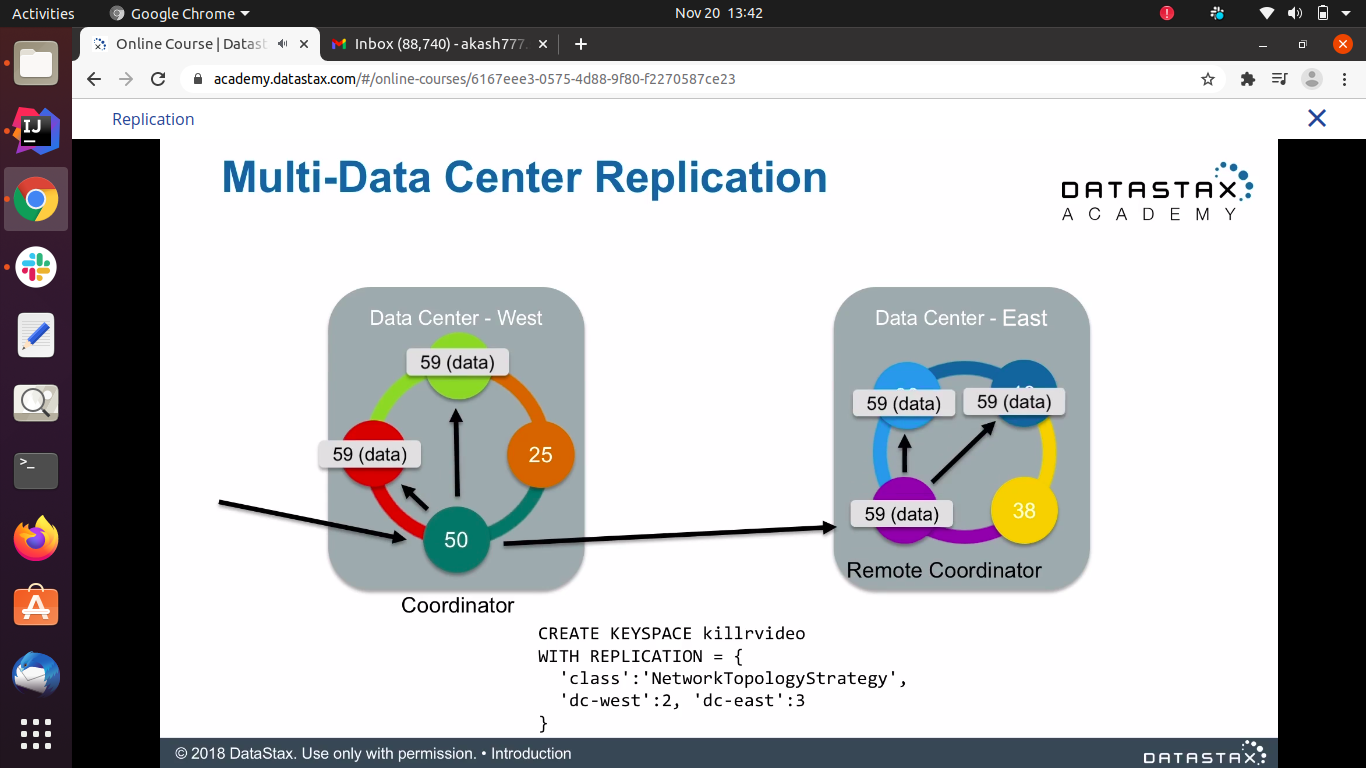 Activities
Google Chrome
Nov 20 13:42
Online Course | Datast
Inbox (88,740) - akash777.
academy.datastax.com/#/online-courses/6167eee3-0575-4d88-9f80-f2270587ce23
Replication
Multi-Data Center Replication
DATASTAX
ACADEMY
Data Center - West
59 (data)
59 (data)
25
50
Coordinator
Data Center - East
59 (data)
59 (data)
59 (data)
38
Remote Coordinator
CREATE KEYSPACE killrvideo
WITH REPLICATION = {
'class':'NetworkTopologyStrategy',
'dc-west':2, 'dc-east':3
}
© 2018 DataStax. Use only with permission. • Introduction
DATASTAX